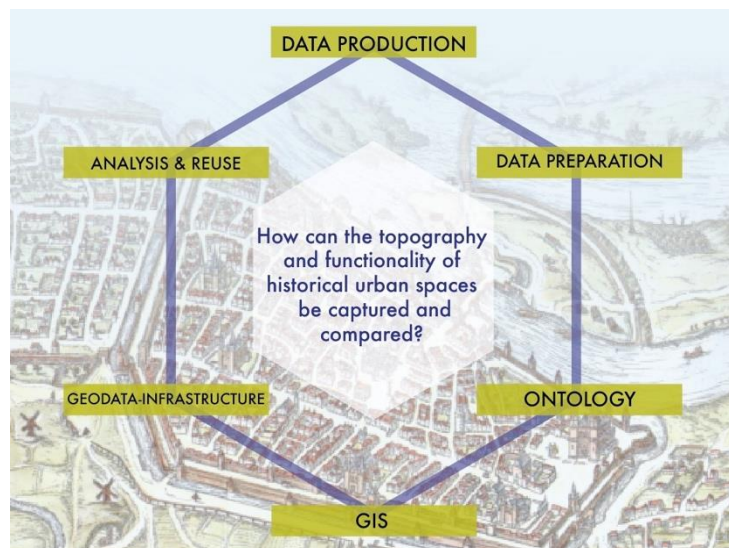 DATA PRODUCTION
ANALYSIS & REUSE
DATA PREPARATION
How can the topography
and functionality of
historical urban spaces
be captured and
compared?
GEODATA-INFRASTRUCTURE
ONTOLOGY
GIS